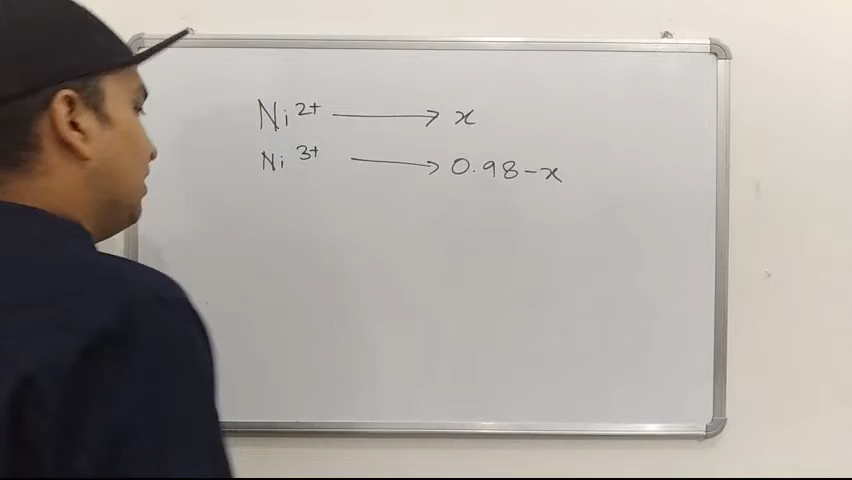 Ni²⁺ ⟶ x
Ni³⁺ ⟶ 0.98-x